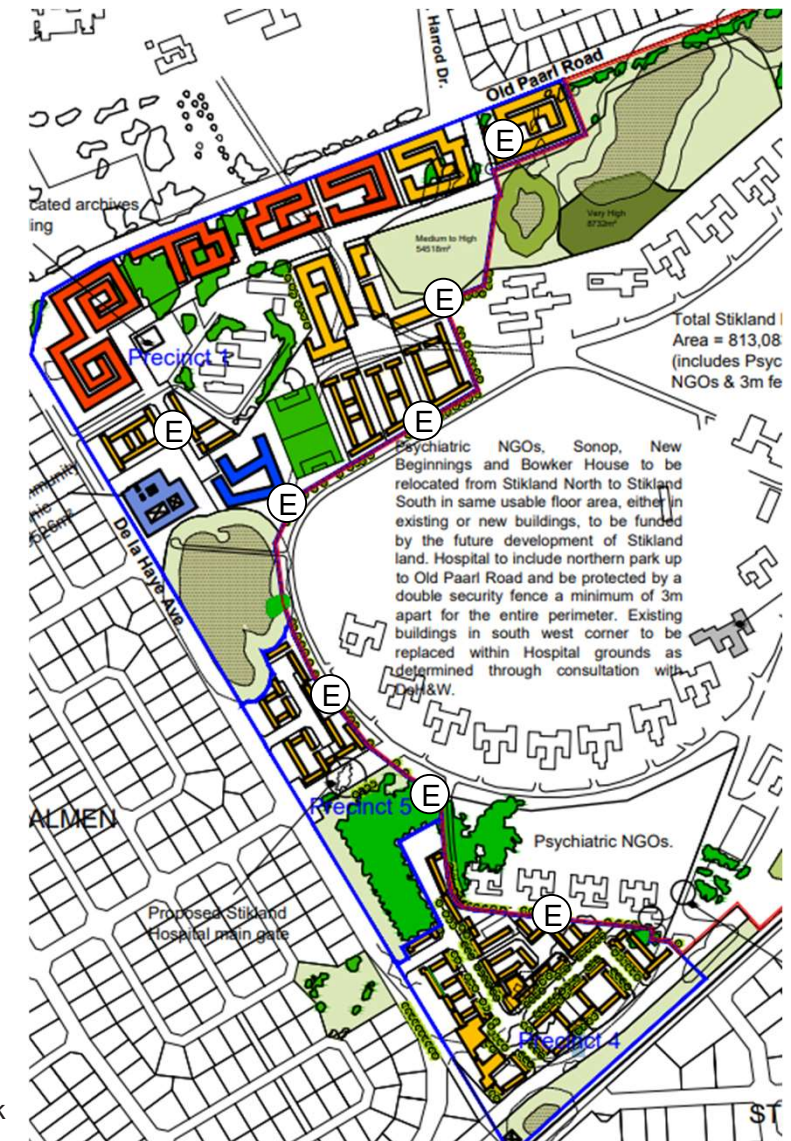 Harrod Dr.
Old Paarl Road
E
cated archives
ing
Very High
8732m²
Medium to High
54518m²
E
Total Stikland
Area = 813,08
(includes Psyc
NGOs & 3m fe
Precinct 1
E
E
Psychiatric NGOs, Sonop, New
Beginnings and Bowker House to be
relocated from Stikland North to Stikland
South in same usable floor area, either in
existing or new buildings, to be funded
by the future development of Stikland
land. Hospital to include northern park up
to Old Paarl Road and be protected by a
double security fence a minimum of 3m
apart for the entire perimeter. Existing
buildings in south west corner to be
replaced within Hospital grounds as
determined through consultation with
DoH&W.
munity
nic
De la Haye Ave
E
E
E
Precinct 5
ALMEN
Psychiatric NGOs.
Proposed Stikland
Hospital main gate
E
Precinct 4
k
ST